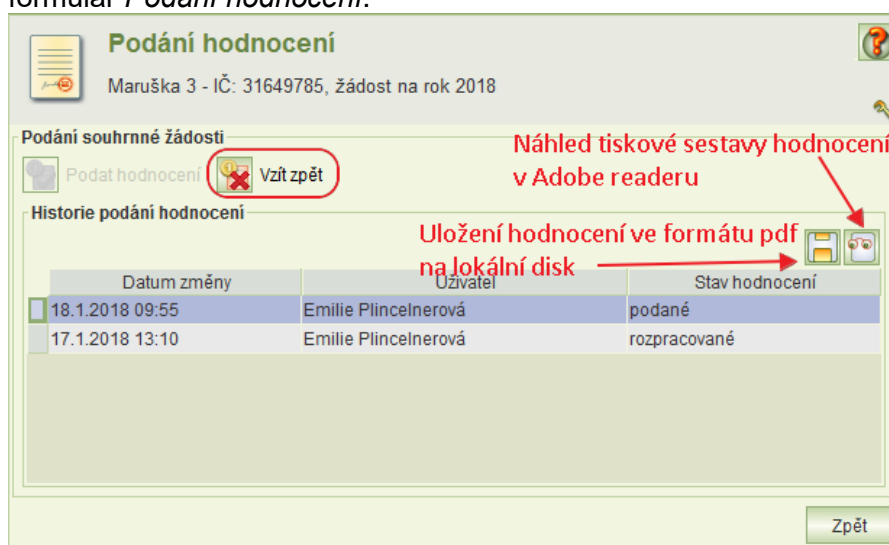 formulář Podání hodnocení.
Podání hodnocení
Maruška 3 - IČ: 31649785, žádost na rok 2018
Podání souhrnné žádosti
Podat hodnocení
Vzít zpět
Náhled tiskové sestavy hodnocení
v Adobe readeru
Historie podání hodnocení
Uložení hodnocení ve formátu pdf
na lokální disk
Datum změny Uživatel Stav hodnocení
18.1.2018 09:55 Emilie Plincelnerová podané
17.1.2018 13:10 Emilie Plincelnerová rozpracované
Zpět